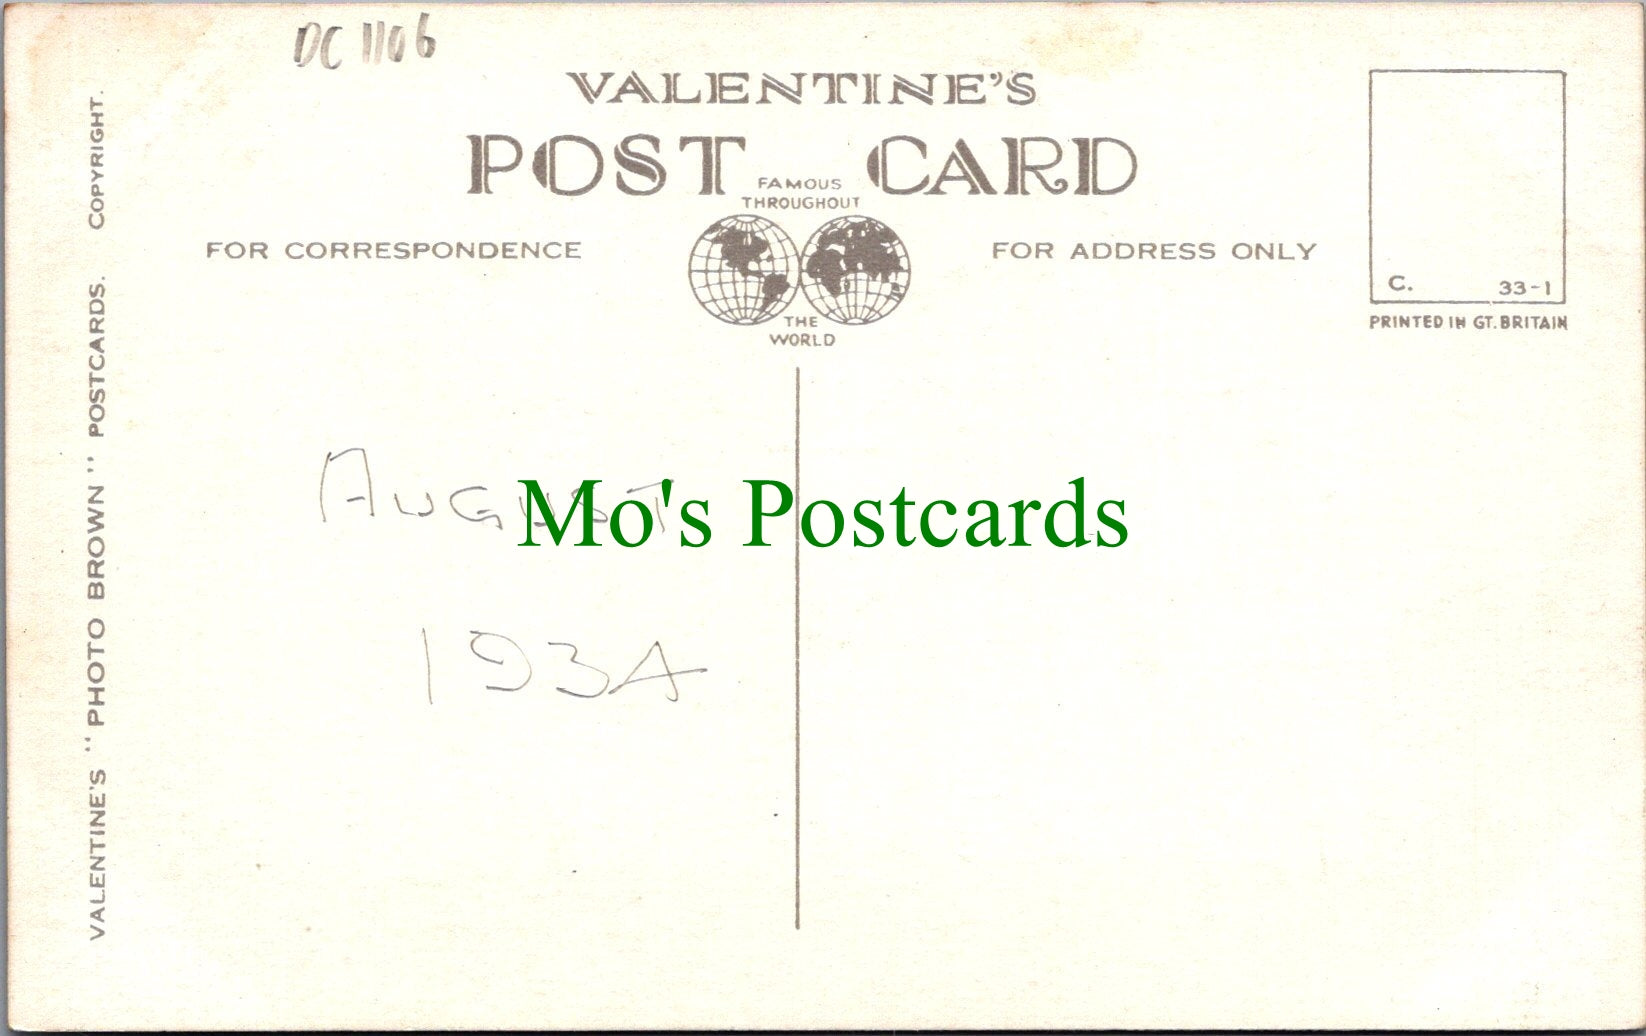 DC 1106
VALENTINE'S
POST CARD
FAMOUS
THROUGHOUT
THE
WORLD
FOR CORRESPONDENCE
FOR ADDRESS ONLY
C. 33-1
PRINTED IN GT. BRITAIN
VALENTINE'S "PHOTO BROWN" POSTCARDS. COPYRIGHT.
AUGUST
1934
Mo's Postcards